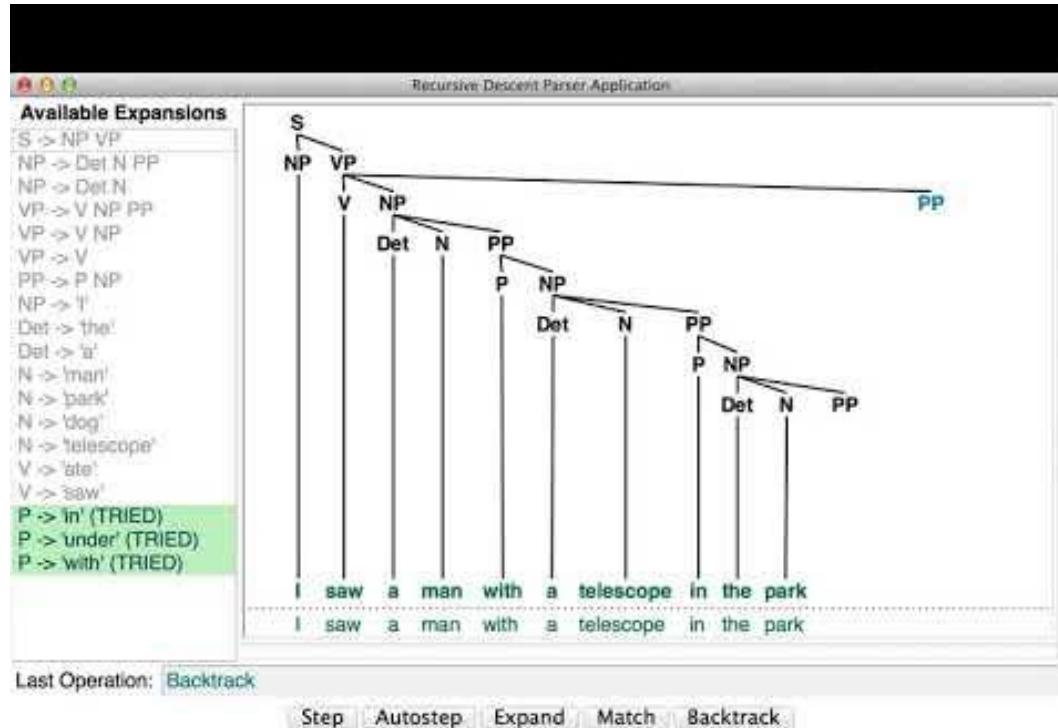 Recursive Descent Parser Application
Available Expansions
S -> NP VP
NP -> Det N PP
NP -> Det N
VP -> V NP PP
VP -> V NP
VP -> V
PP -> P NP
NP -> 'I'
Det -> 'the'
Det -> 'a'
N -> 'man'
N -> 'park'
N -> 'dog'
N -> 'telescope'
V -> 'ate'
V -> 'saw'
P -> 'in' (TRIED)
P -> 'under' (TRIED)
P -> 'with' (TRIED)
S
NP VP
V NP PP
Det N PP
P NP
Det N PP
P NP
Det N PP
I saw a man with a telescope in the park
I saw a man with a telescope in the park
Last Operation: Backtrack
Step Autostep Expand Match Backtrack